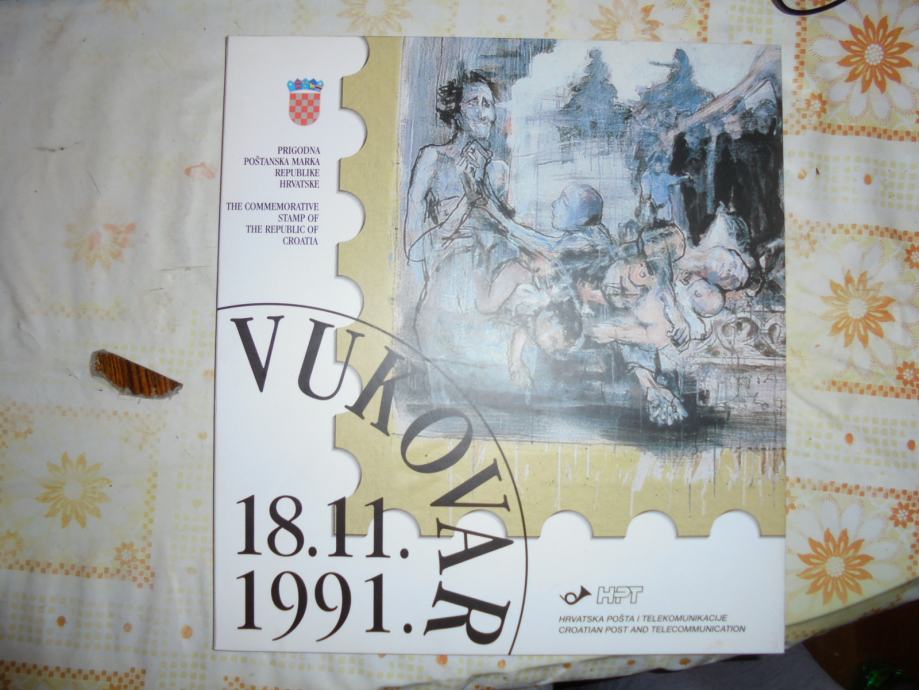 PRIGODNA
POŠTANSKA MARKA
REPUBLIKE
HRVATSKE
THE COMMEMORATIVE
STAMP OF
THE REPUBLIC OF
CROATIA
VUKOVAR
18.11.
1991.
HPT
HRVATSKA POŠTA I TELEKOMUNIKACIJE
CROATIAN POST AND TELECOMMUNICATION